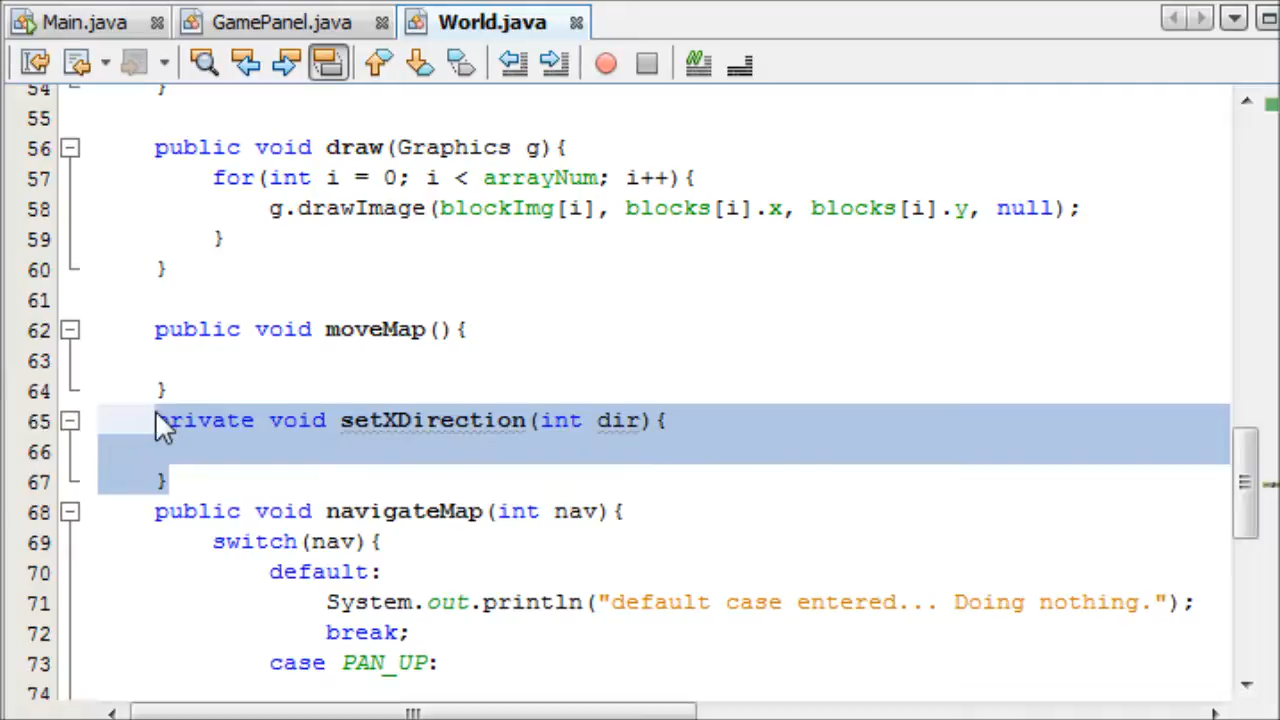 Main.java GamePanel.java World.java
54 }
55
56 public void draw(Graphics g){
57 for(int i = 0; i < arrayNum; i++){
58 g.drawImage(blockImg[i], blocks[i].x, blocks[i].y, null);
59 }
60 }
61
62 public void moveMap(){
63
64 }
65 private void setXDirection(int dir){
66
67 }
68 public void navigateMap(int nav){
69 switch(nav){
70 default:
71 System.out.println("default case entered... Doing nothing.");
72 break;
73 case PAN_UP:
74